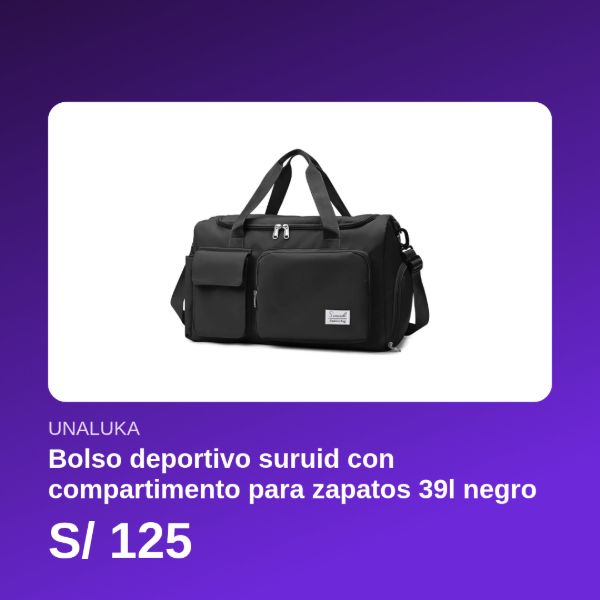 UNALUKA
Bolso deportivo suruid con
compartimento para zapatos 39l negro
S/ 125